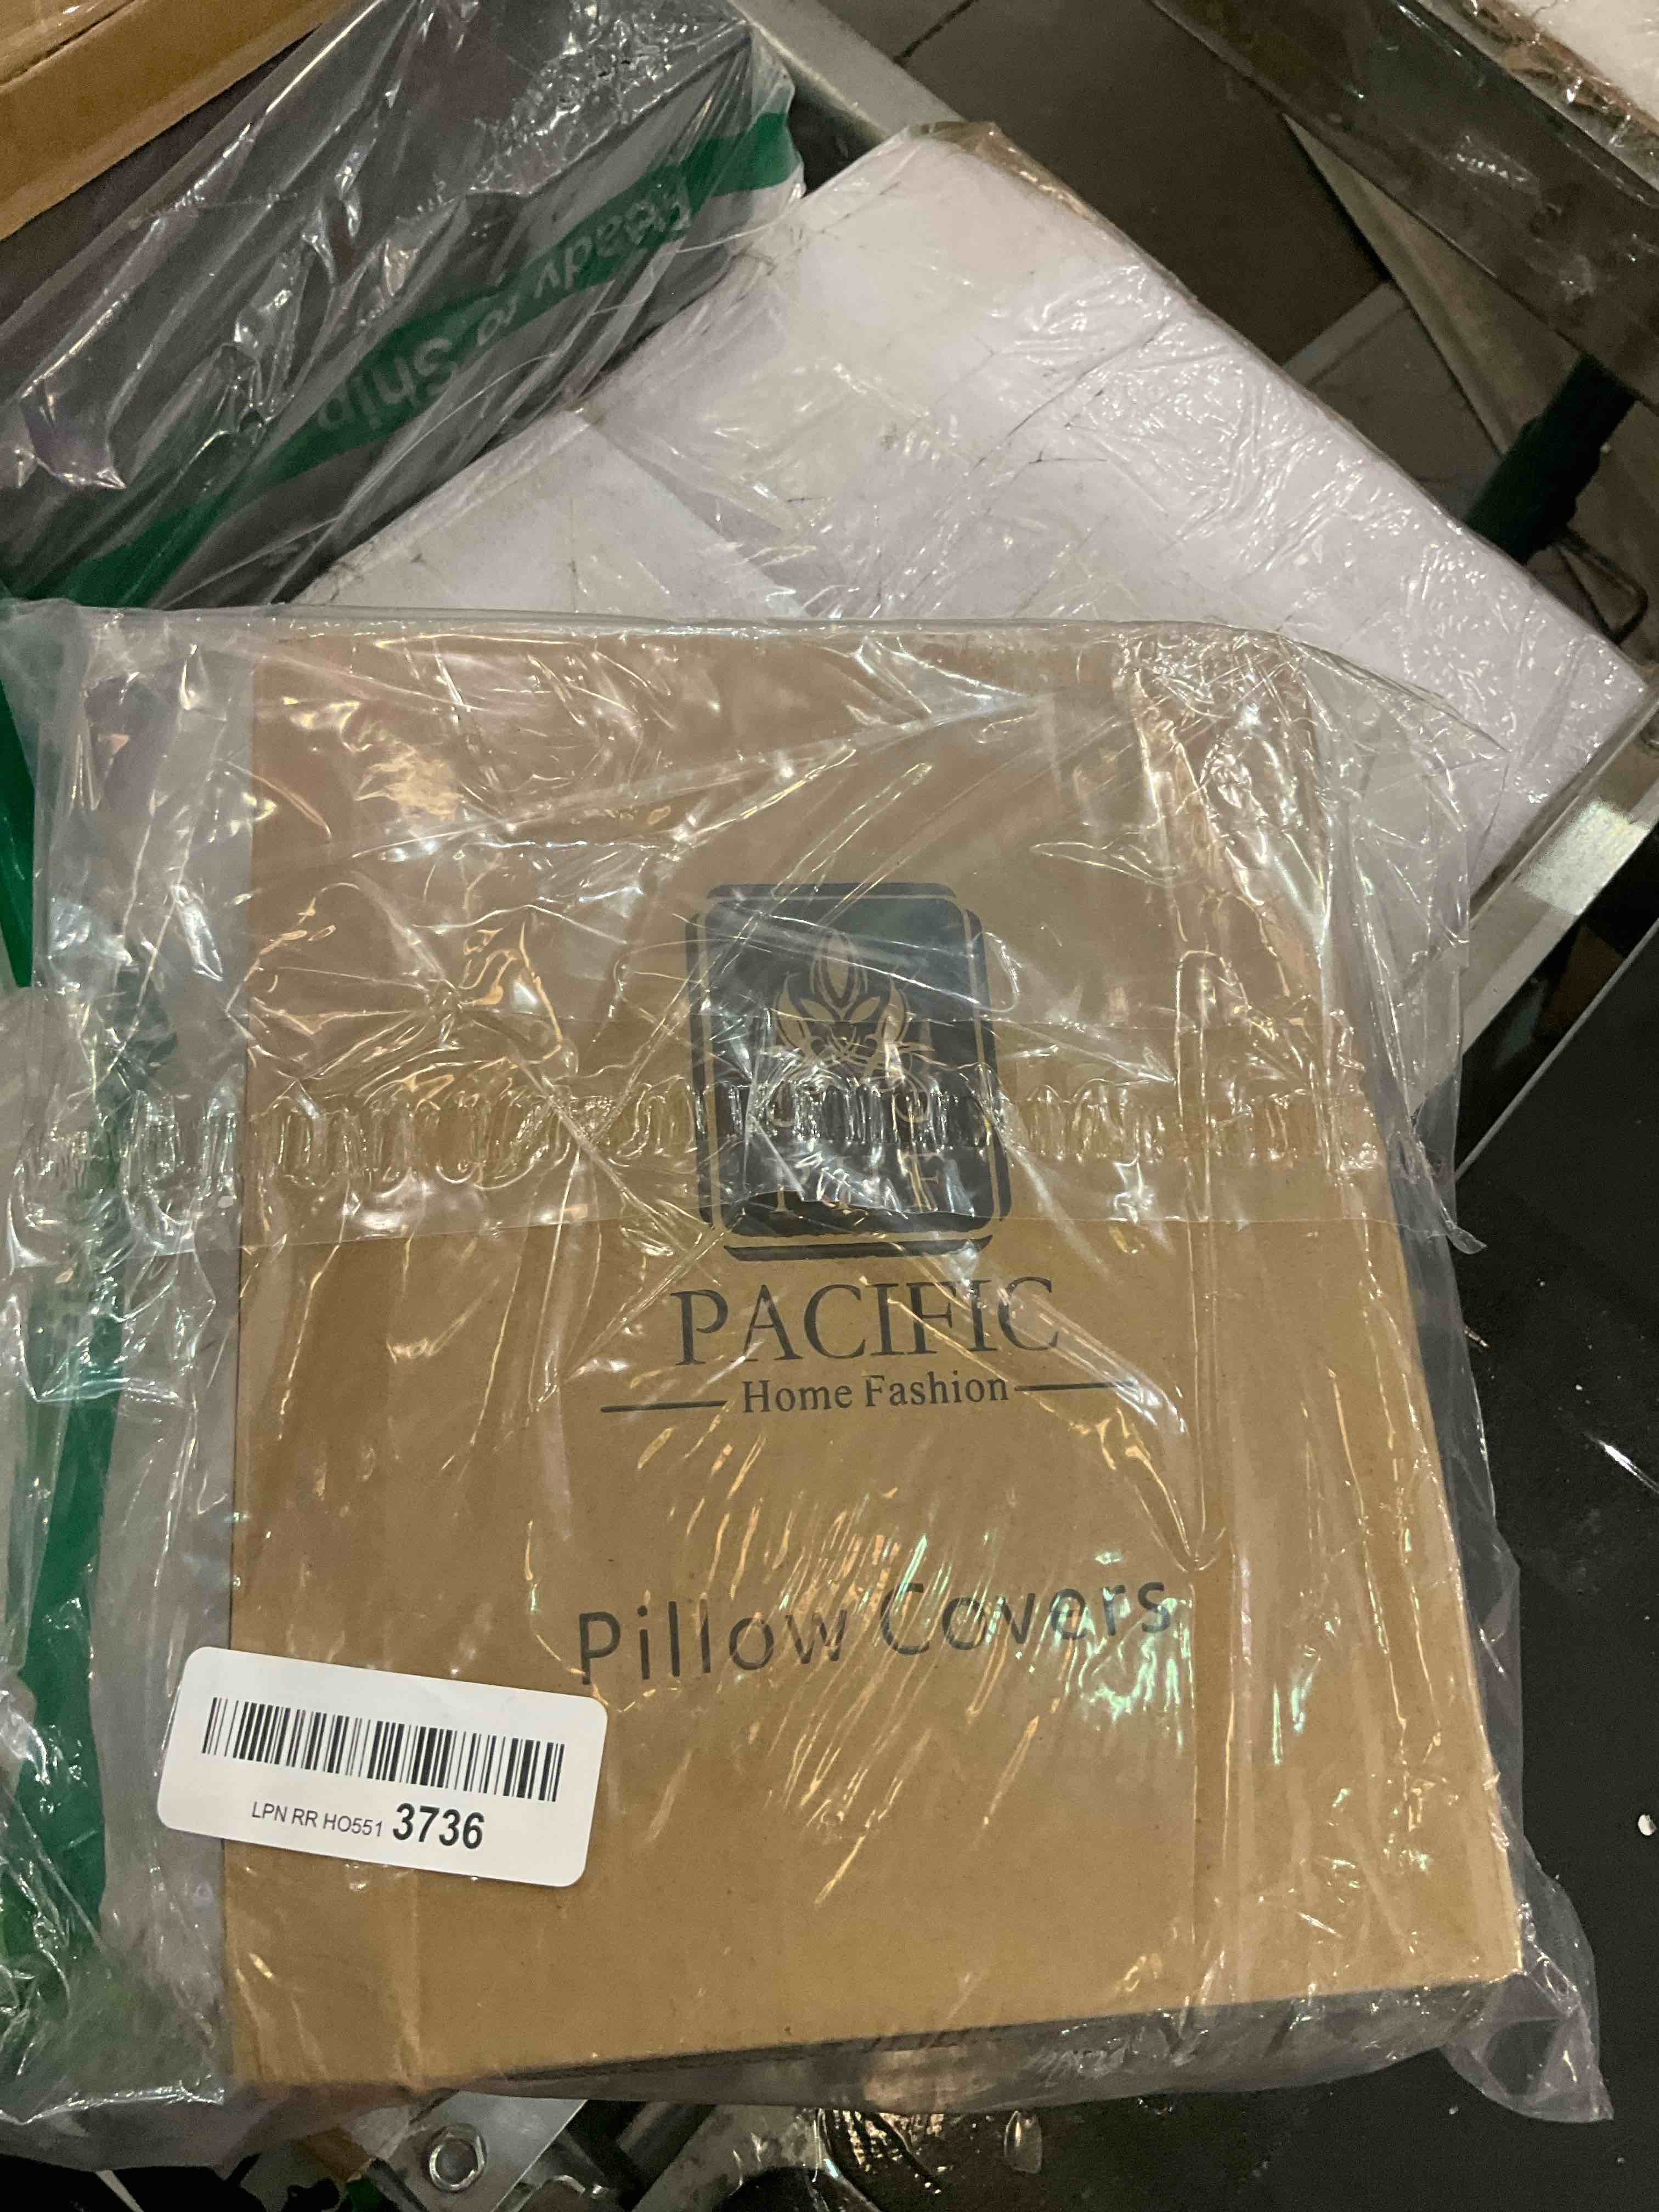 Ready to Ship
PACIFIC
Home Fashion
Pillow Covers
LPN RR HO551 3736